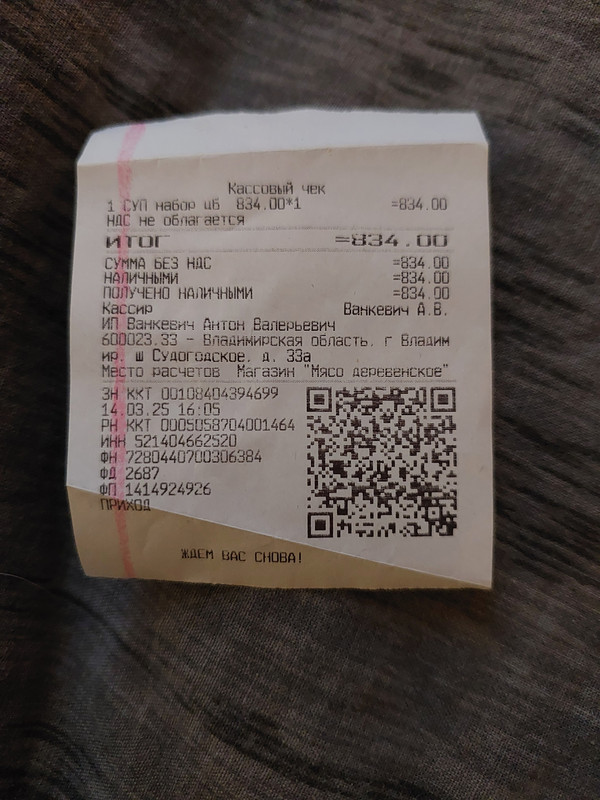 Кассовый чек
1 СУП набор цб 834.00*1 =834.00
НДС не облагается
ИТОГ =834.00
СУММА БЕЗ НДС =834.00
НАЛИЧНЫМИ =834.00
ПОЛУЧЕНО НАЛИЧНЫМИ =834.00
Кассир Ванкевич А.В.
ИП Ванкевич Антон Валерьевич
600023.33 - Владимирская область, г Владим
ир, ш Судогодское, д. 33а
Место расчетов Магазин "Мясо деревенское"
ЗН ККТ 00108404394699
14.03.25 16:05
РН ККТ 0005058704001464
ИНН 521404662520
ФН 7280440700306384
ФД 2687
ФП 1414924926
ПРИХОД
ЖДЕМ ВАС СНОВА!